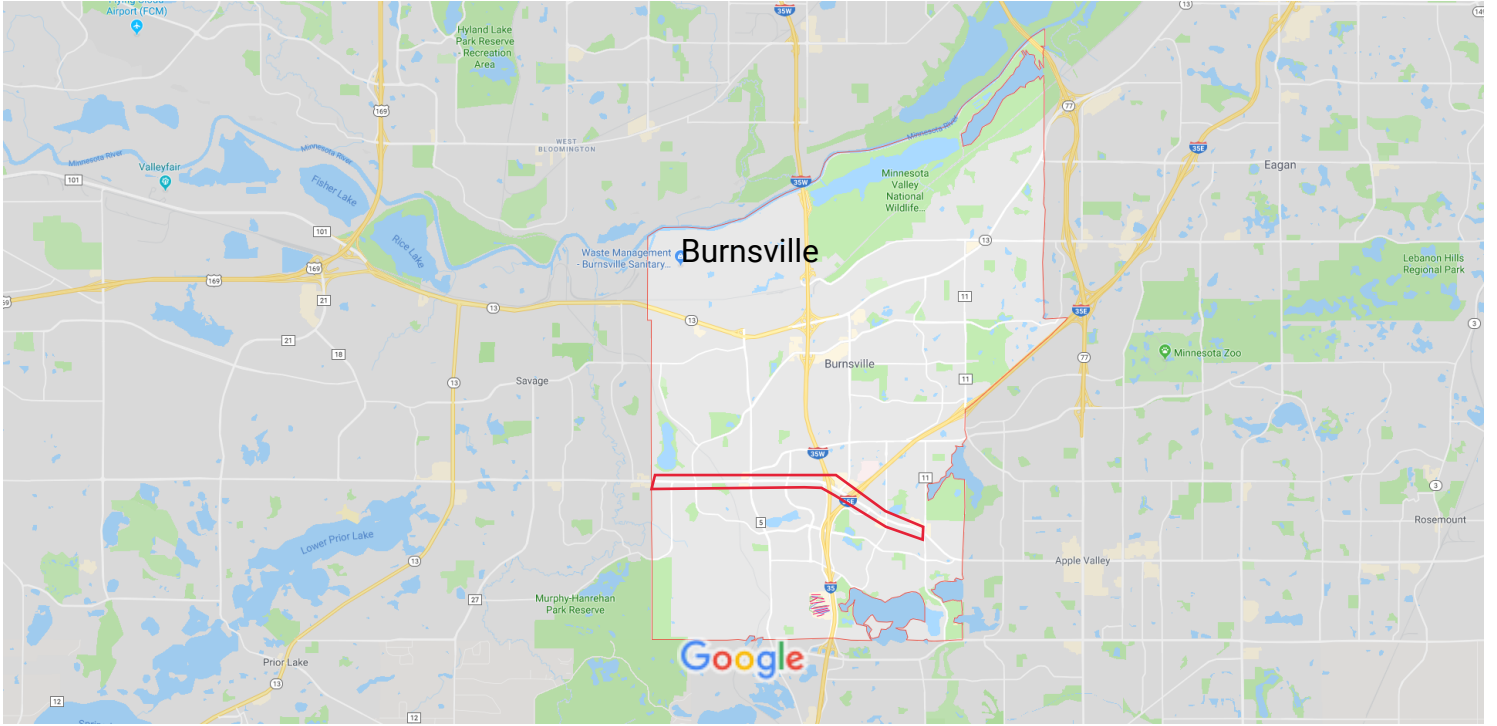 Airport (FCM)
35W
13
Hyland Lake
Park Reserve
- Recreation
Area
169
77
WEST
BLOOMINGTON
Minnesota River
Minnesota River
Minnesota River
35E
Valleyfair
101
Fisher Lake
35W
Minnesota
Valley
National
Wildlife...
Eagan
101
Rice Lake
Waste Management
- Burnsville Sanitary...
Burnsville
13
Lebanon Hills
Regional Park
169
169
69
21
13
11
35E
13
3
21
18
77
Minnesota Zoo
Burnsville
13
Savage
11
35W
11
3
35E
5
Rosemount
Lower Prior Lake
13
Apple Valley
35
27
Murphy-Hanrehan
Park Reserve
Prior Lake
Google
13
12
12